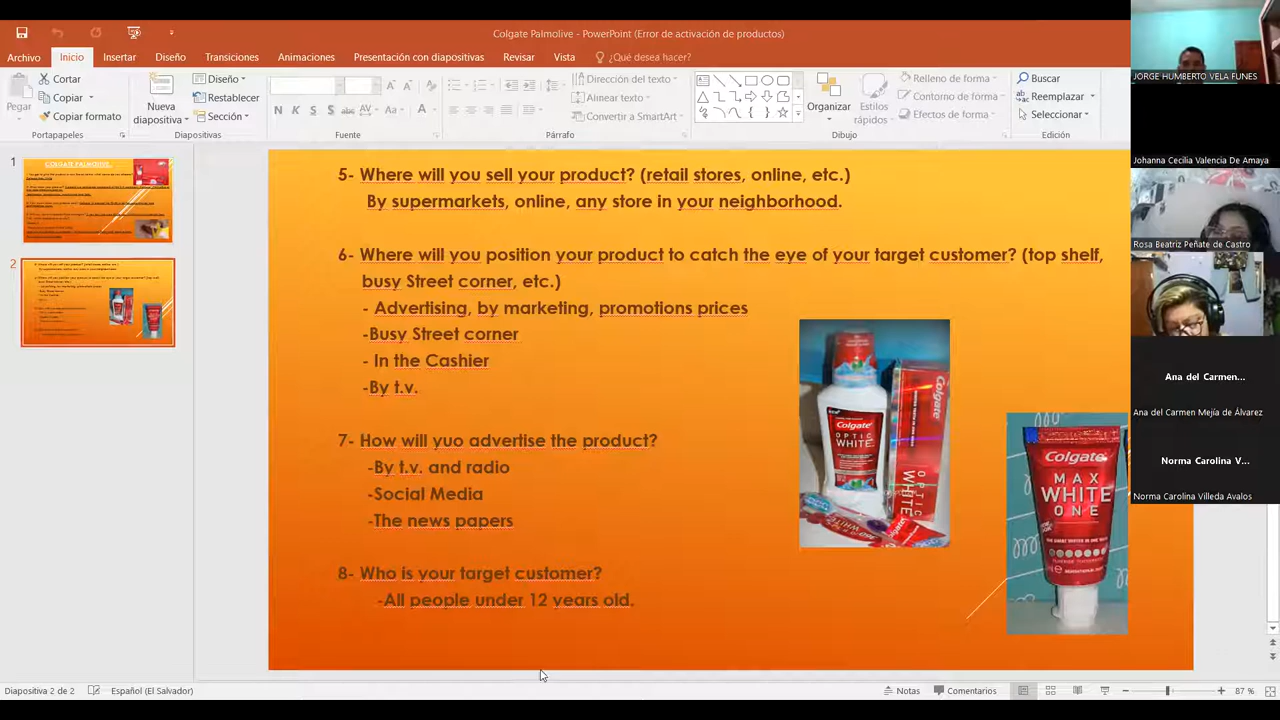 Colgate Palmolive - PowerPoint (Error de activación de productos)
Archivo Inicio Insertar Diseño Transiciones Animaciones Presentación con diapositivas Revisar Vista ¿Qué desea hacer?
Pegar
Cortar
Copiar
Copiar formato
Portapapeles
Nueva
diapositiva
Diseño
Restablecer
Sección
Diapositivas
N K S S abc AV Aa A
Fuente
Dirección del texto
Alinear texto
Convertir a SmartArt
Párrafo
Organizar
Estilos
rápidos
Relleno de forma
Contorno de forma
Efectos de forma
Dibujo
Buscar
Reemplazar
Seleccionar
Edición
1
COLGATE PALMOLIVE
2
5- Where will you sell your product? (retail stores, online, etc.)
By supermarkets, online, any store in your neighborhood.
6- Where will you position your product to catch the eye of your target customer? (top shelf,
busy Street corner, etc.)
- Advertising, by marketing, promotions prices
-Busy Street corner
- In the Cashier
-By t.v.
7- How will yuo advertise the product?
-By t.v. and radio
-Social Media
-The news papers
8- Who is your target customer?
-All people under 12 years old.
Colgate
OPTIC
WHITE
Colgate
OPTIC WHITE
Colgate
MAX
WHITE
ONE
JORGE HUMBERTO VELA FUNES
Johanna Cecilia Valencia De Amaya
Rosa Beatriz Peñate de Castro
Ana del Carmen...
Ana del Carmen Mejía de Álvarez
Norma Carolina V...
Norma Carolina Villeda Avalos
Diapositiva 2 de 2 Español (El Salvador) Notas Comentarios 87 %